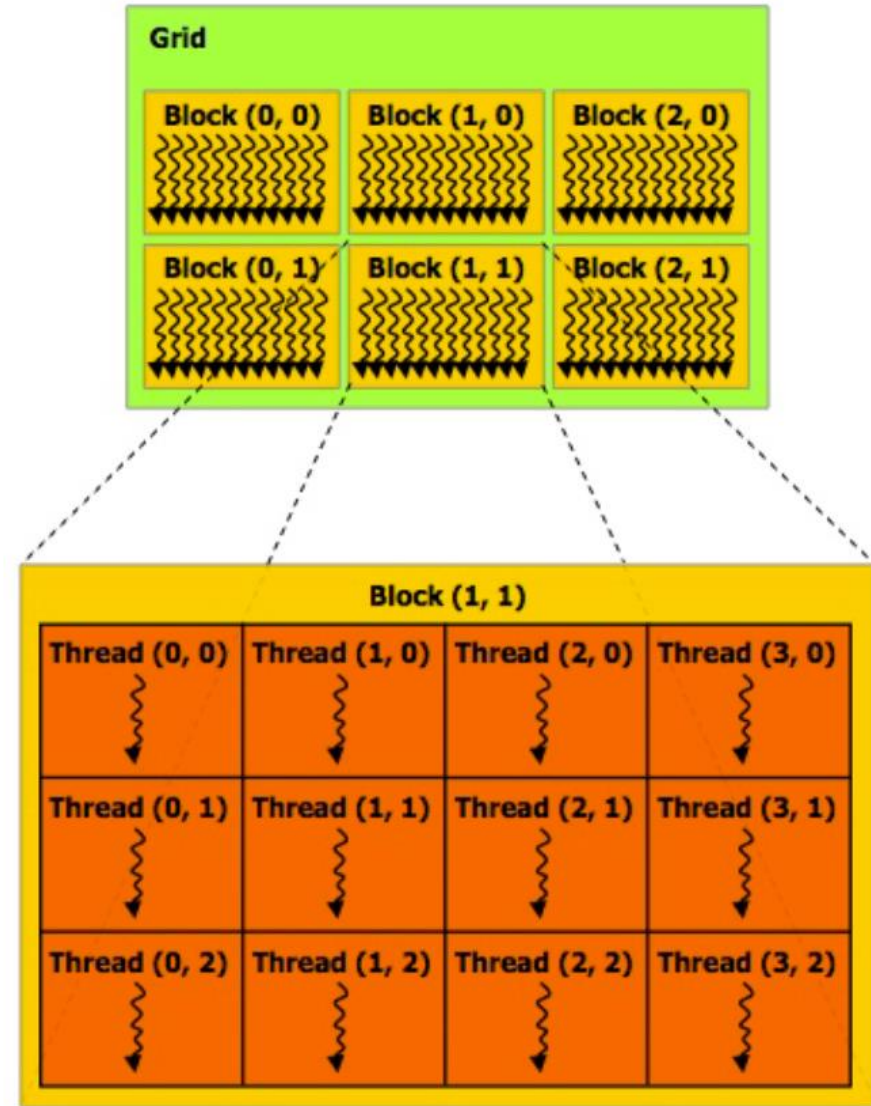 Grid
Block (0, 0) Block (1, 0) Block (2, 0)
Block (0, 1) Block (1, 1) Block (2, 1)
Block (1, 1)
Thread (0, 0) Thread (1, 0) Thread (2, 0) Thread (3, 0)
Thread (0, 1) Thread (1, 1) Thread (2, 1) Thread (3, 1)
Thread (0, 2) Thread (1, 2) Thread (2, 2) Thread (3, 2)